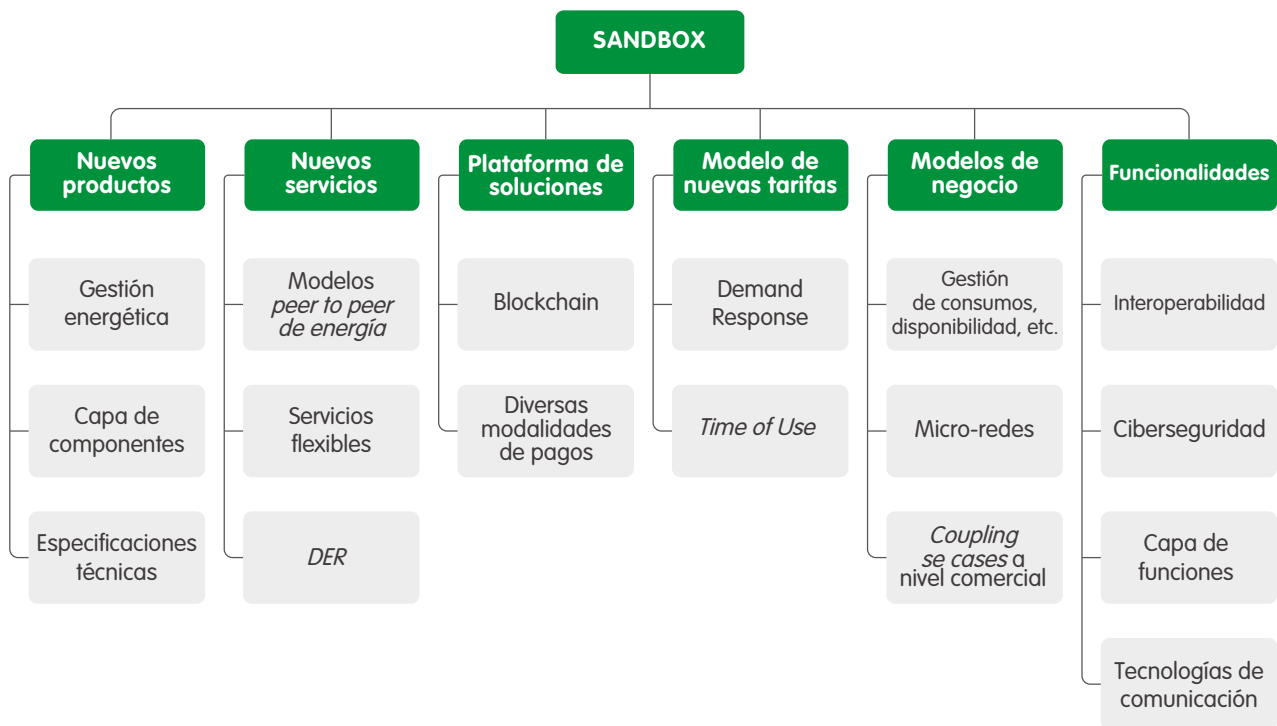 SANDBOX
Nuevos
productos
Gestión
energética
Capa de
componentes
Especificaciones
técnicas
Nuevos
servicios
Modelos
peer to peer
de energía
Servicios
flexibles
DER
Plataforma de
soluciones
Blockchain
Diversas
modalidades
de pagos
Modelo de
nuevas tarifas
Demand
Response
Time of Use
Modelos de
negocio
Gestión
de consumos,
disponibilidad, etc.
Micro-redes
Coupling
se cases a
nivel comercial
Funcionalidades
Interoperabilidad
Ciberseguridad
Capa de
funciones
Tecnologías de
comunicación